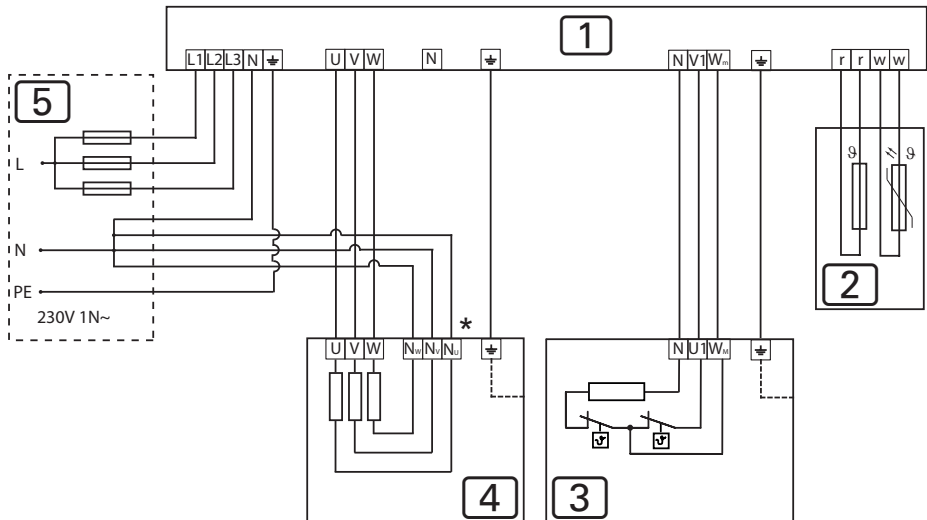 1
L1 L2 L3 N ⏚ U V W N ⏚ N V1 Wm ⏚ r r w w
5
L
N
PE
230V 1N~
ϑ ϑ
2
*
U V W NW NV NU ⏚ N U1 WM ⏚
ϑ ϑ
4 3